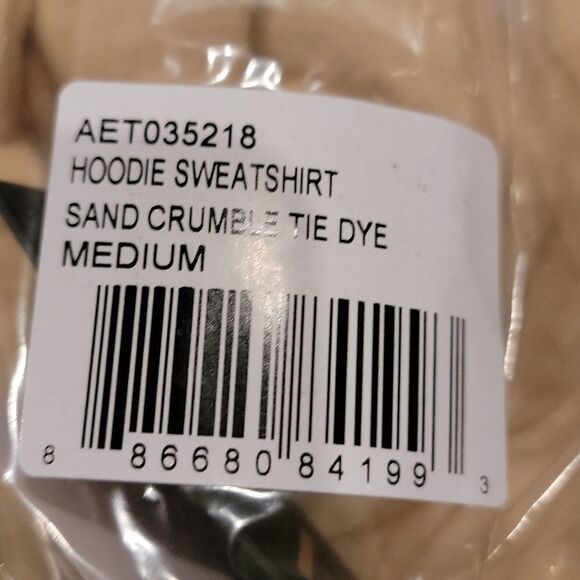 AET035218
HOODIE SWEATSHIRT
SAND CRUMBLE TIE DYE
MEDIUM
8 86680 84199 3